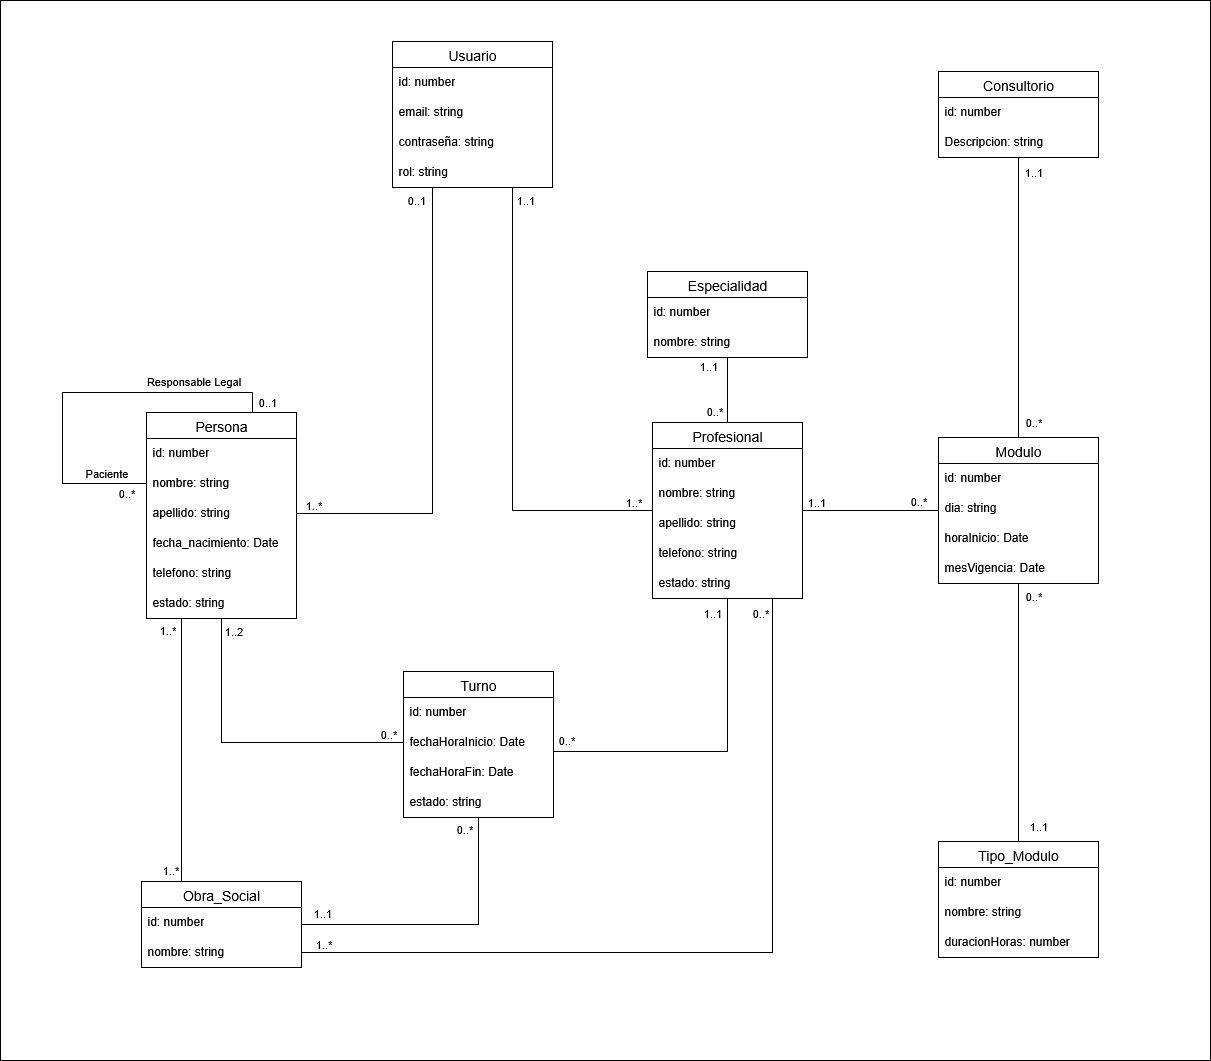 Usuario
id: number
email: string
contraseña: string
rol: string
0..1
1..1
Consultorio
id: number
Descripcion: string
1..1
Especialidad
id: number
nombre: string
1..1
0..*
Responsable Legal
0..1
Persona
id: number
nombre: string
apellido: string
fecha_nacimiento: Date
telefono: string
estado: string
Paciente
0..*
1..*
1..*
Profesional
id: number
nombre: string
apellido: string
telefono: string
estado: string
1..1
0..*
0..*
Modulo
id: number
dia: string
horaInicio: Date
mesVigencia: Date
0..*
1..*
1..2
1..1
0..*
Turno
id: number
fechaHoraInicio: Date
fechaHoraFin: Date
estado: string
0..*
0..*
0..*
1..1
Tipo_Modulo
id: number
nombre: string
duracionHoras: number
1..*
Obra_Social
id: number
nombre: string
1..1
1..*